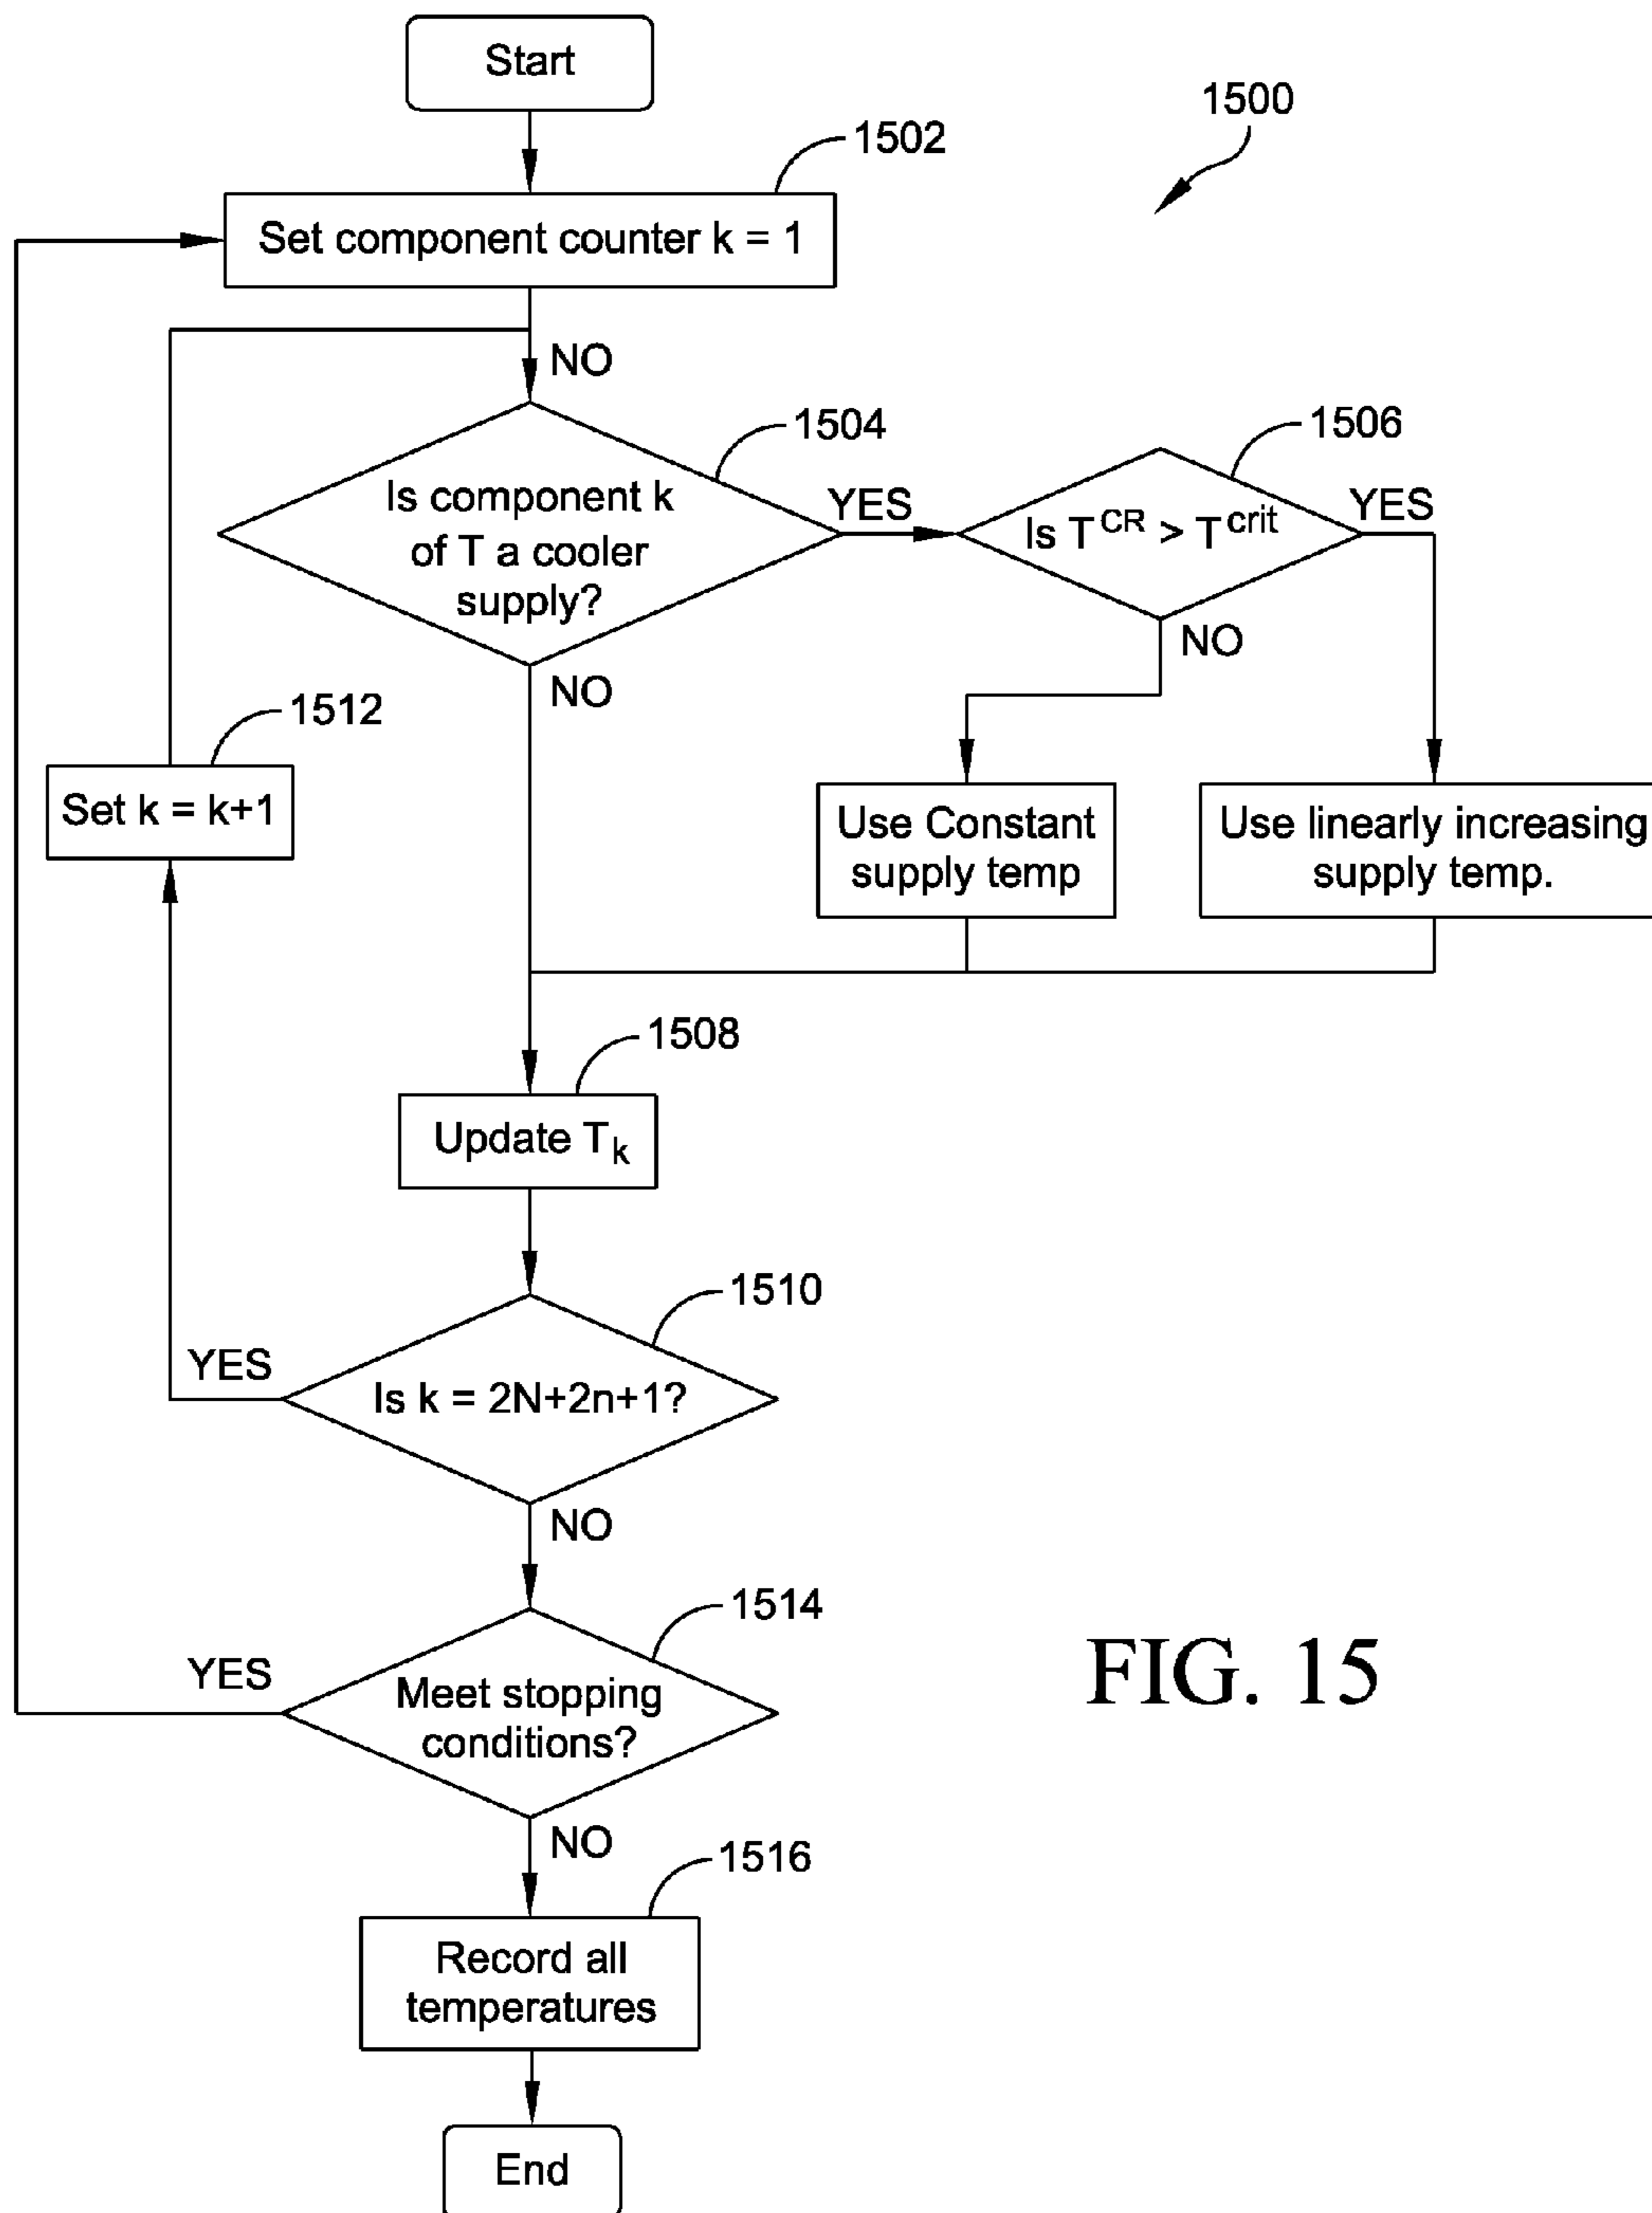 Start
1500
1502
Set component counter k = 1
NO
1504
1506
Is component k
of T a cooler
supply?
YES
Is T^CR > T^crit
YES
NO
NO
1512
Set k = k+1
Use Constant
supply temp
Use linearly increasing
supply temp.
1508
Update T_k
1510
YES
Is k = 2N+2n+1?
NO
1514
YES
Meet stopping
conditions?
FIG. 15
NO
1516
Record all
temperatures
End